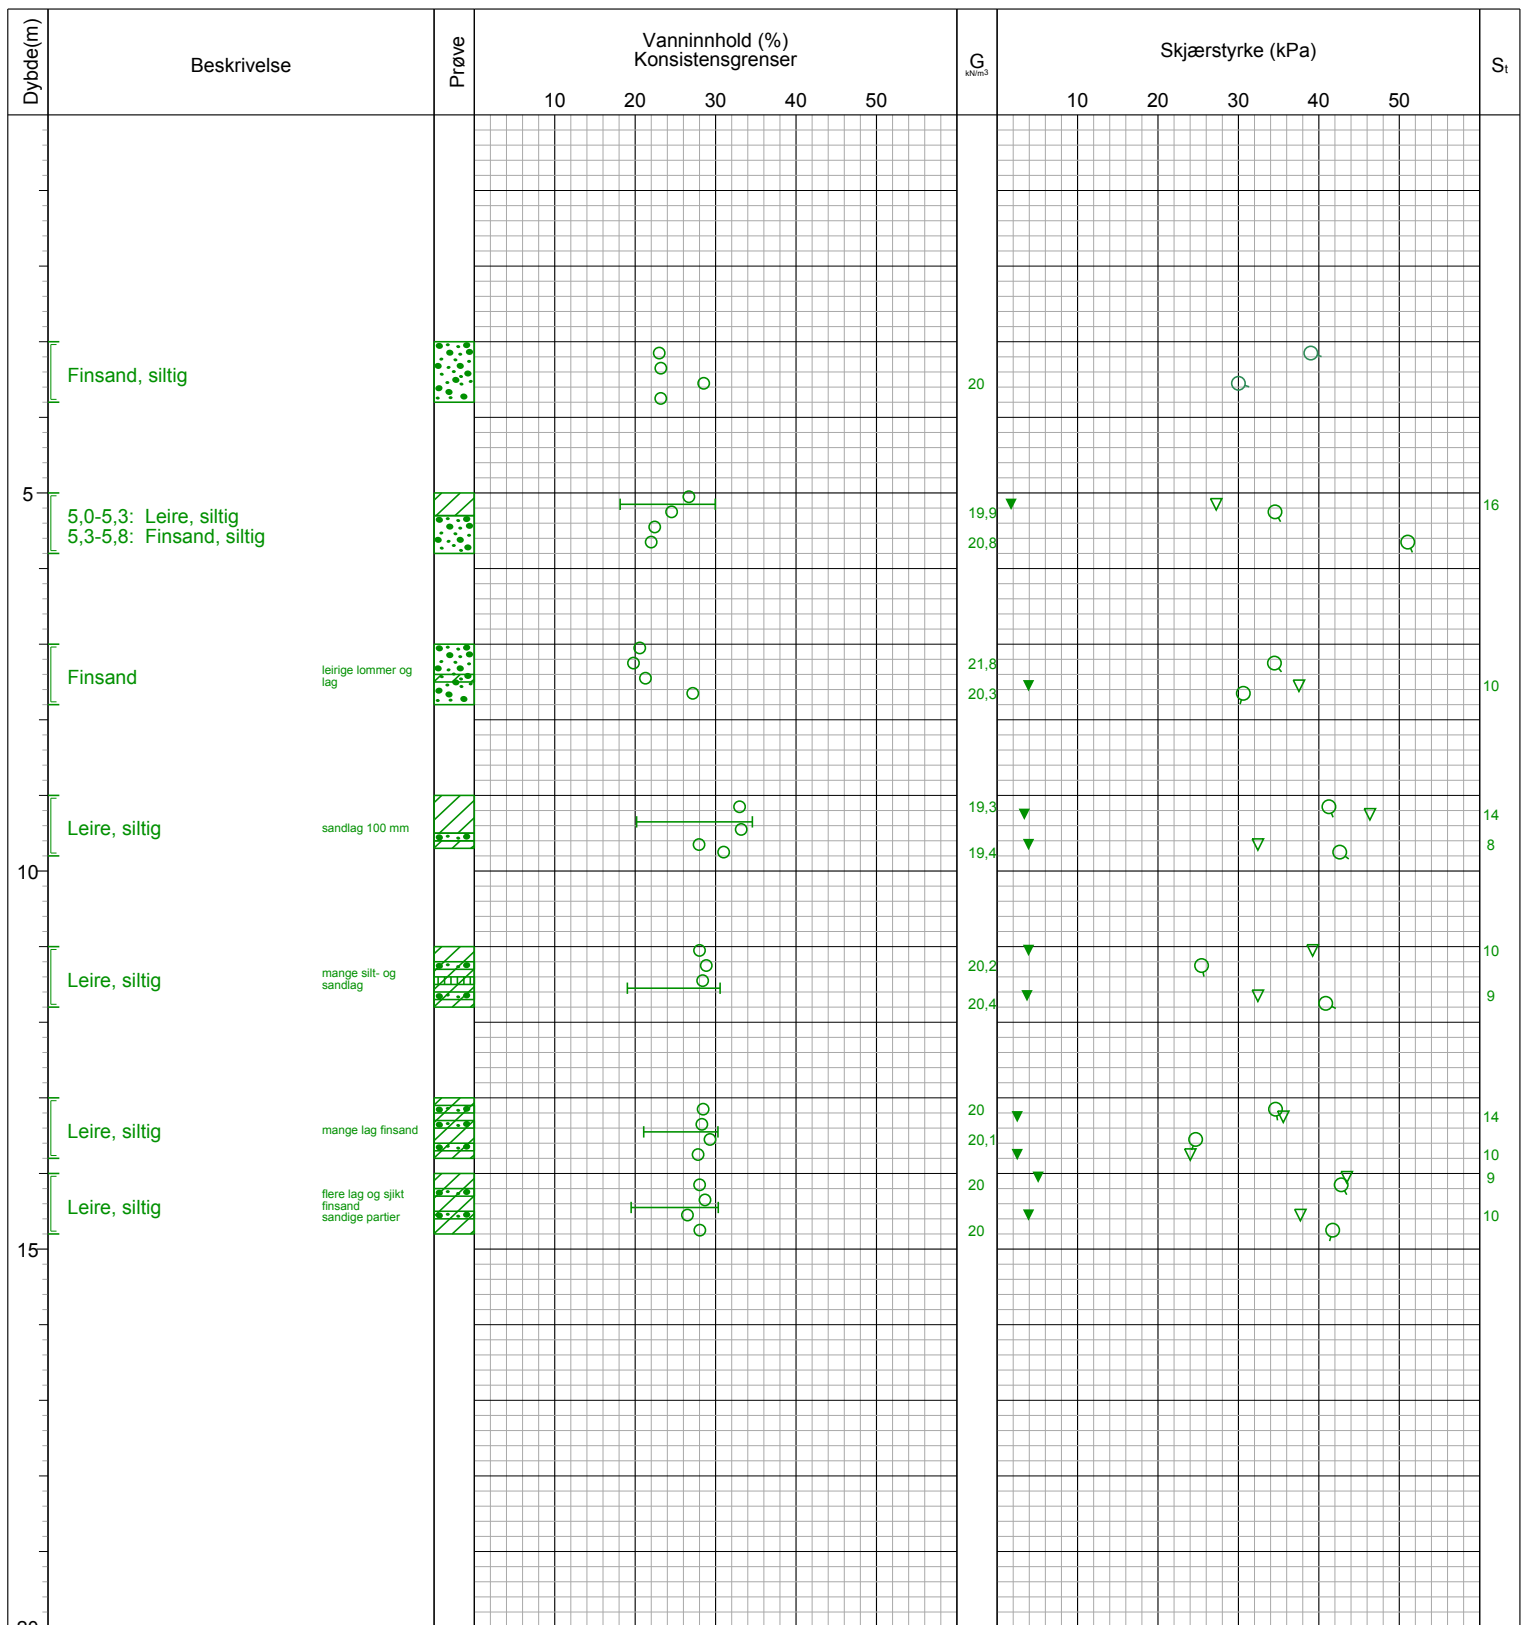 Dybde(m)
Beskrivelse
Prøve
Vanninnhold (%)
Konsistensgrenser
10 20 30 40 50
G
kN/m³
Skjærstyrke (kPa)
10 20 30 40 50
St
Finsand, siltig
20
5
5,0-5,3: Leire, siltig
5,3-5,8: Finsand, siltig
19,9
20,8
16
Finsand
leirige lommer og
lag
21,8
20,3
10
Leire, siltig
sandlag 100 mm
19,3
19,4
14
8
10
Leire, siltig
mange silt- og
sandlag
20,2
20,4
10
9
Leire, siltig
mange lag finsand
20
20,1
14
10
Leire, siltig
flere lag og sjikt
finsand
sandige partier
20
20
9
10
15